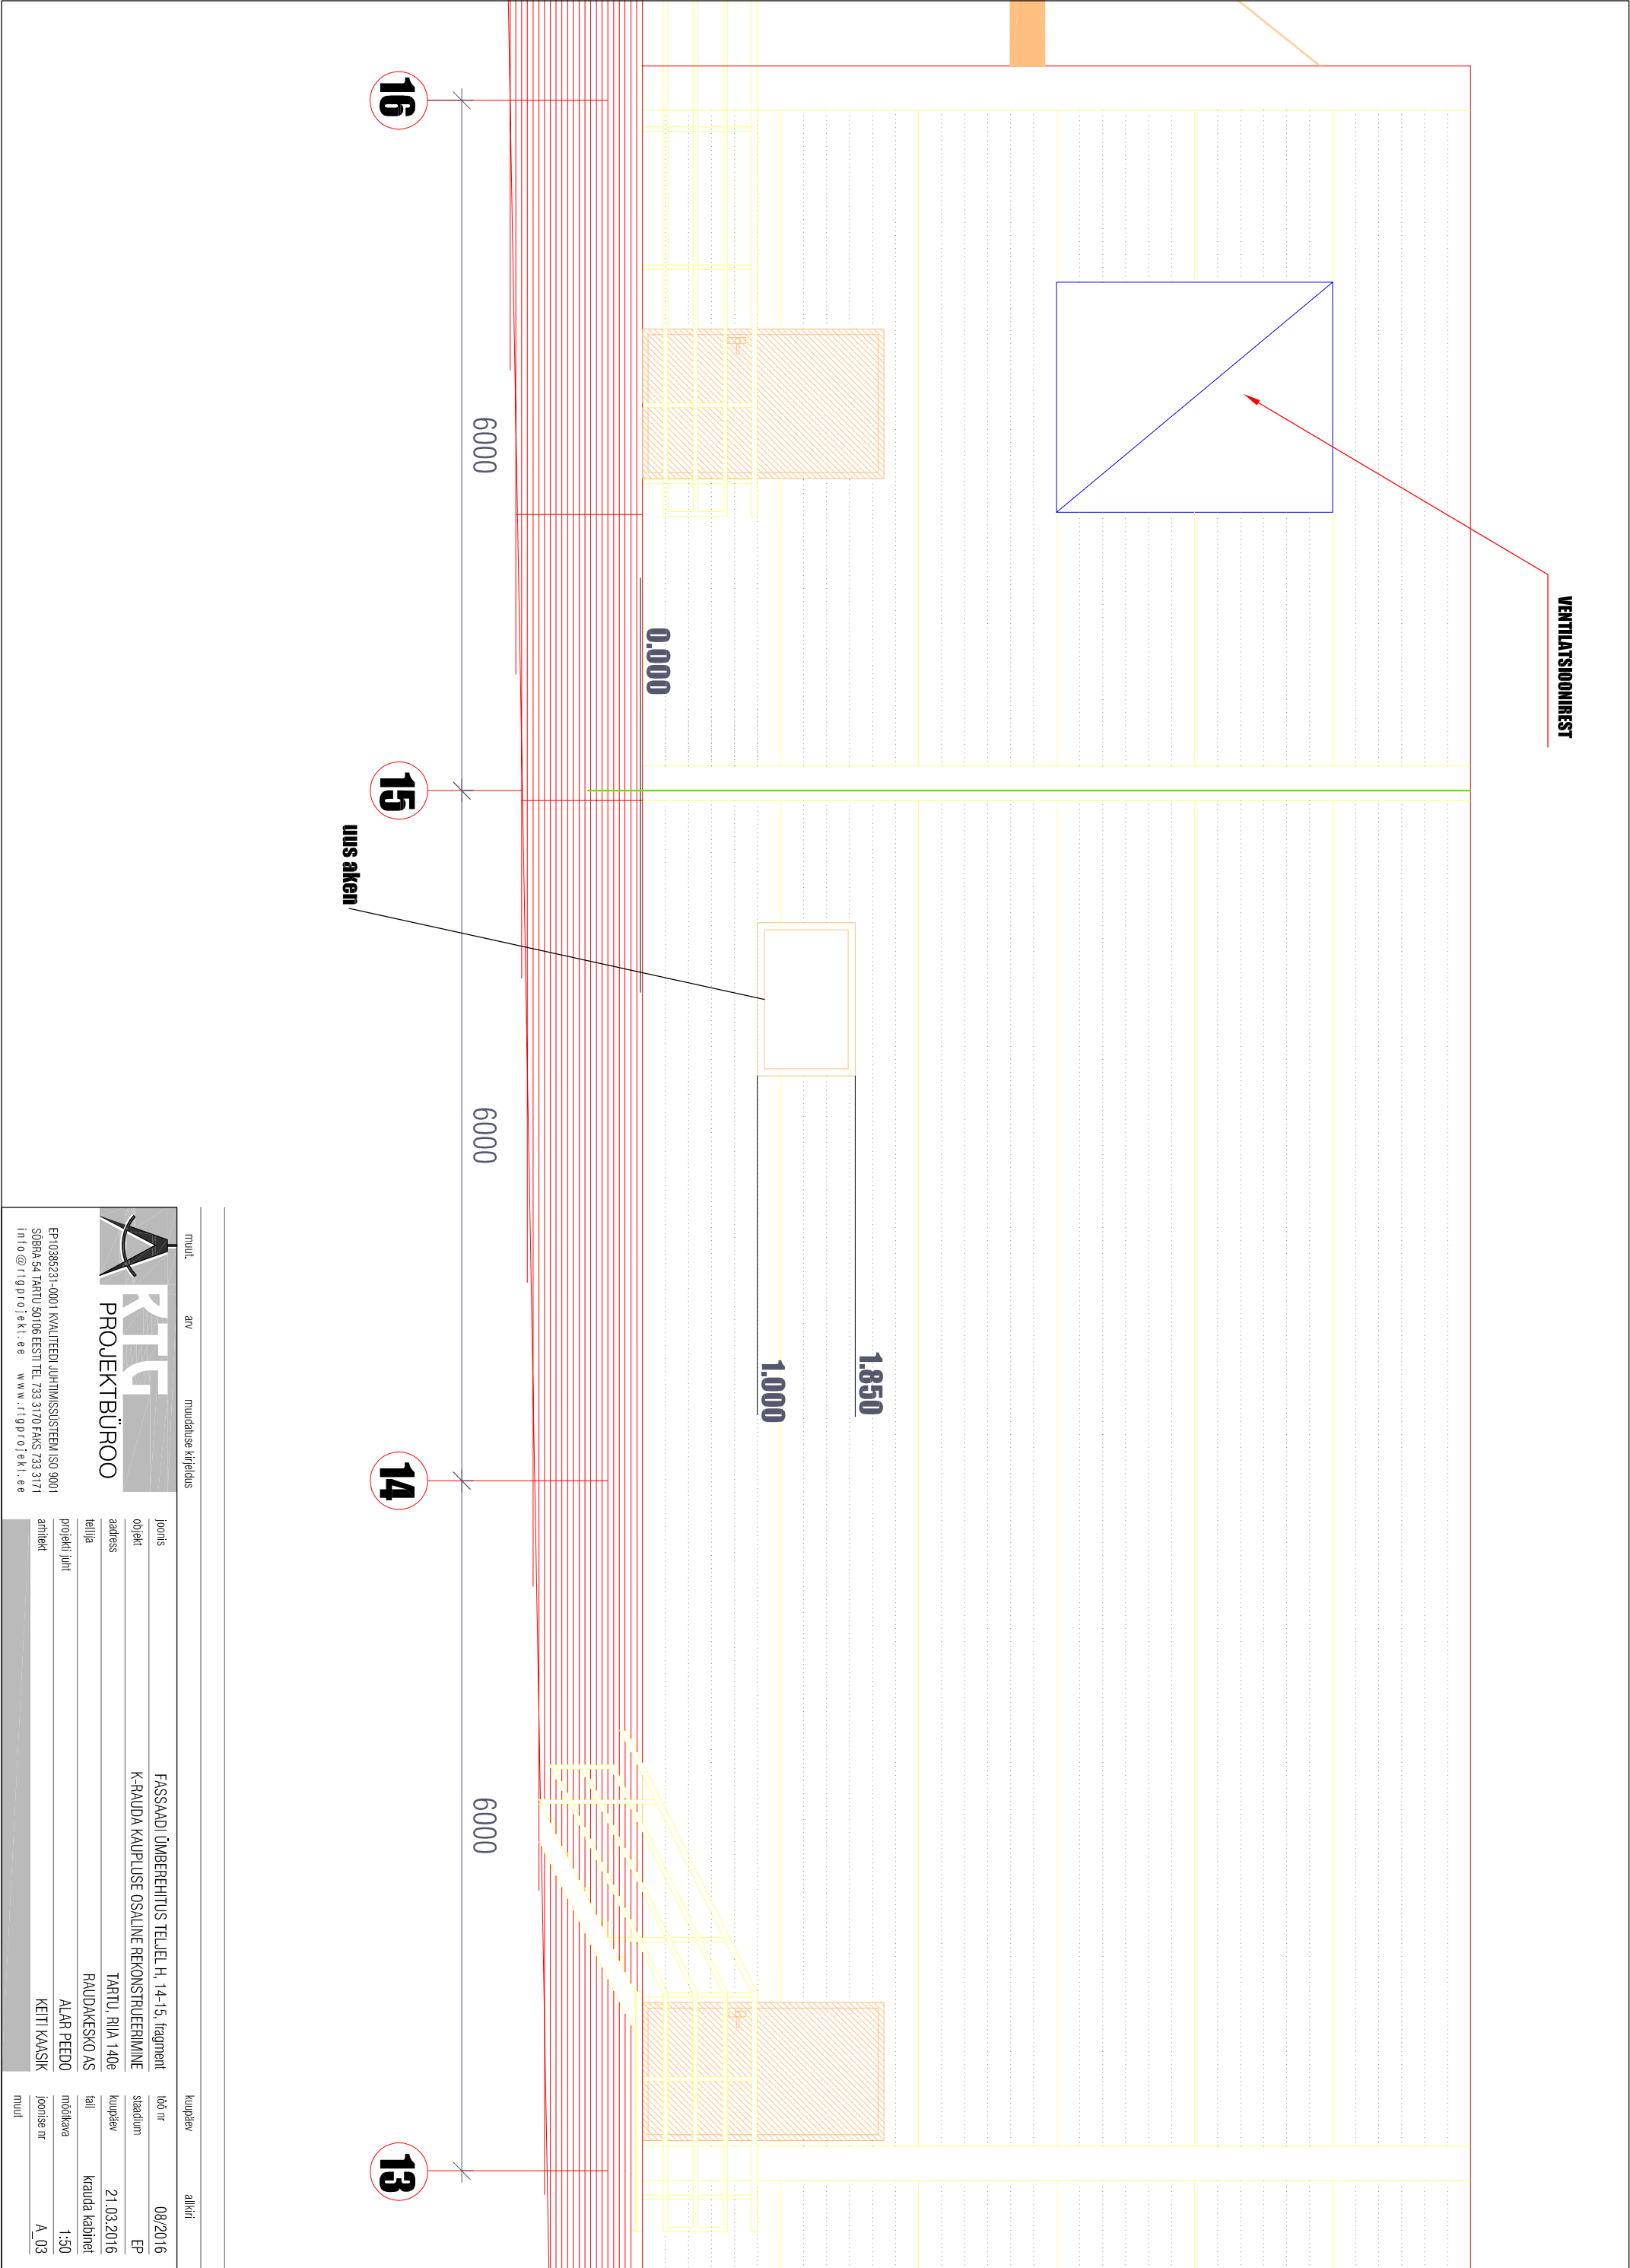 VENTILATSIOONIREST
0.000
1.850
1.000
6000
6000
6000
16
15
14
13
uus aken
muut.
arv
muudatuse kirjeldus
kuupäev
allkiri
RTG
PROJEKTBÜROO
EP10385231-0001 KVALITEEDI JUHTIMISSÜSTEEM ISO 9001
SÕBRA 54 TARTU 50106 EESTI TEL 733 3170 FAKS 733 3171
info@rtgprojekt.ee www.rtgprojekt.ee
joonis FASSAADI ÜMBEREHITUS TELJEL H, 14-15, fragment
objekt K-RAUDA KAUPLUSE OSALINE REKONSTRUEERIMINE
aadress TARTU, RIIA 140e
tellija RAUDAKESKO AS
projekti juht ALAR PEEDO
arhitekt KEITI KAASIK
töö nr 08/2016
staadium EP
kuupäev 21.03.2016
fail krauda kabinet
mõõtkava 1:50
joonise nr A_03
muut